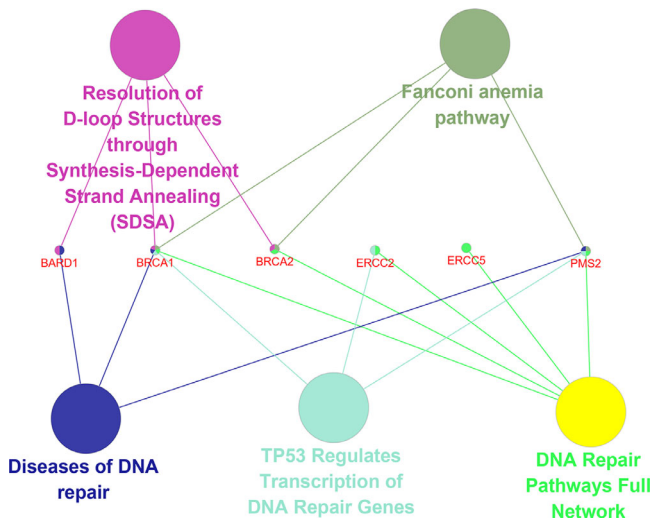 Resolution of
D-loop Structures
through
Synthesis-Dependent
Strand Annealing
(SDSA)
Fanconi anemia
pathway
BARD1
BRCA1
BRCA2
ERCC2
ERCC5
PMS2
Diseases of DNA
repair
TP53 Regulates
Transcription of
DNA Repair Genes
DNA Repair
Pathways Full
Network